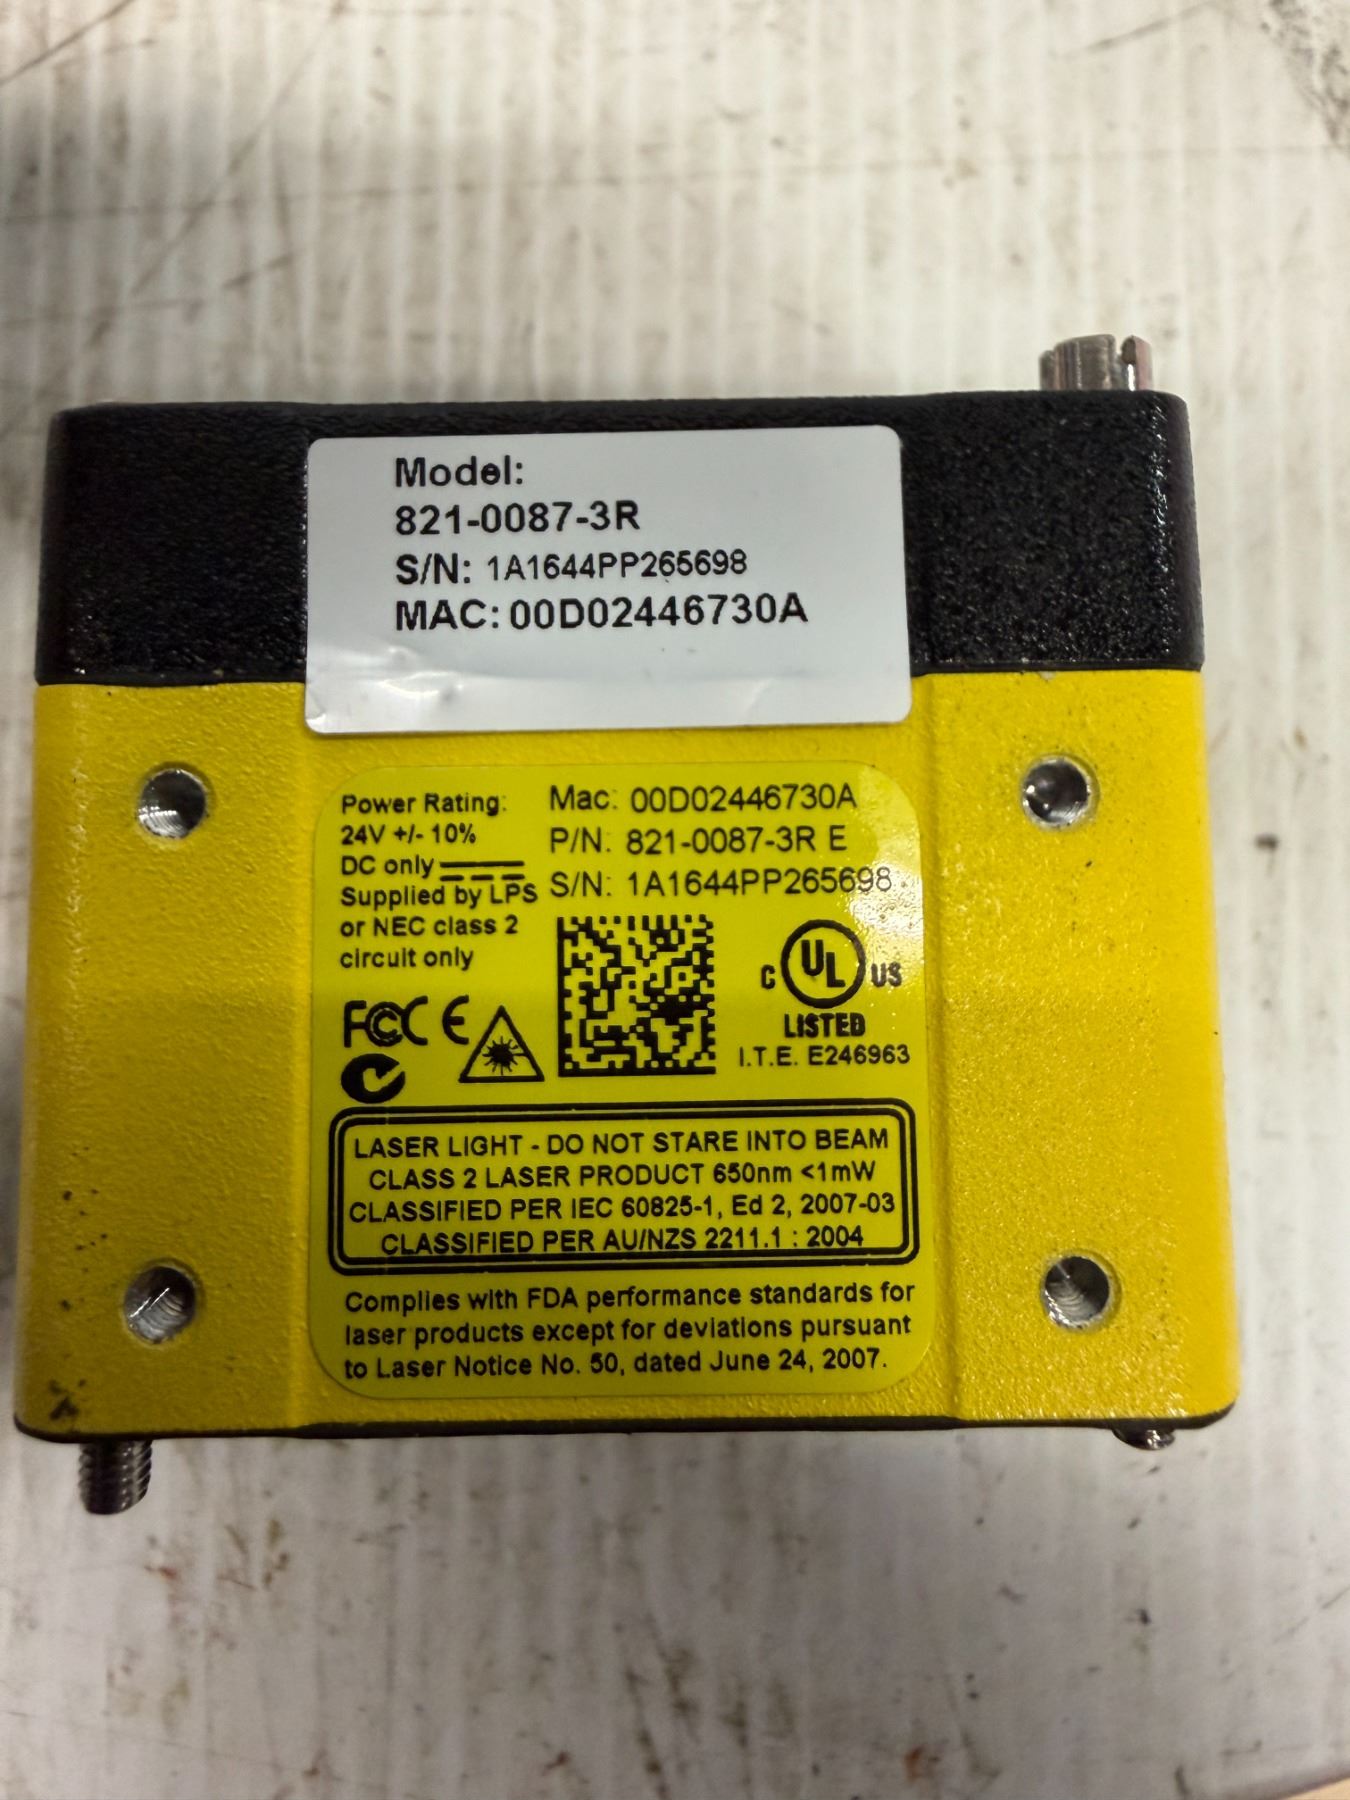 Model:
821-0087-3R
S/N: 1A1644PP265698
MAC: 00D02446730A
Power Rating:
24V +/- 10%
DC only
Supplied by LPS
or NEC class 2
circuit only
Mac: 00D02446730A
P/N: 821-0087-3R E
S/N: 1A1644PP265698
FCC CE
C UL US
LISTED
I.T.E. E246963
LASER LIGHT - DO NOT STARE INTO BEAM
CLASS 2 LASER PRODUCT 650nm <1mW
CLASSIFIED PER IEC 60825-1, Ed 2, 2007-03
CLASSIFIED PER AU/NZS 2211.1 : 2004
Complies with FDA performance standards for
laser products except for deviations pursuant
to Laser Notice No. 50, dated June 24, 2007.